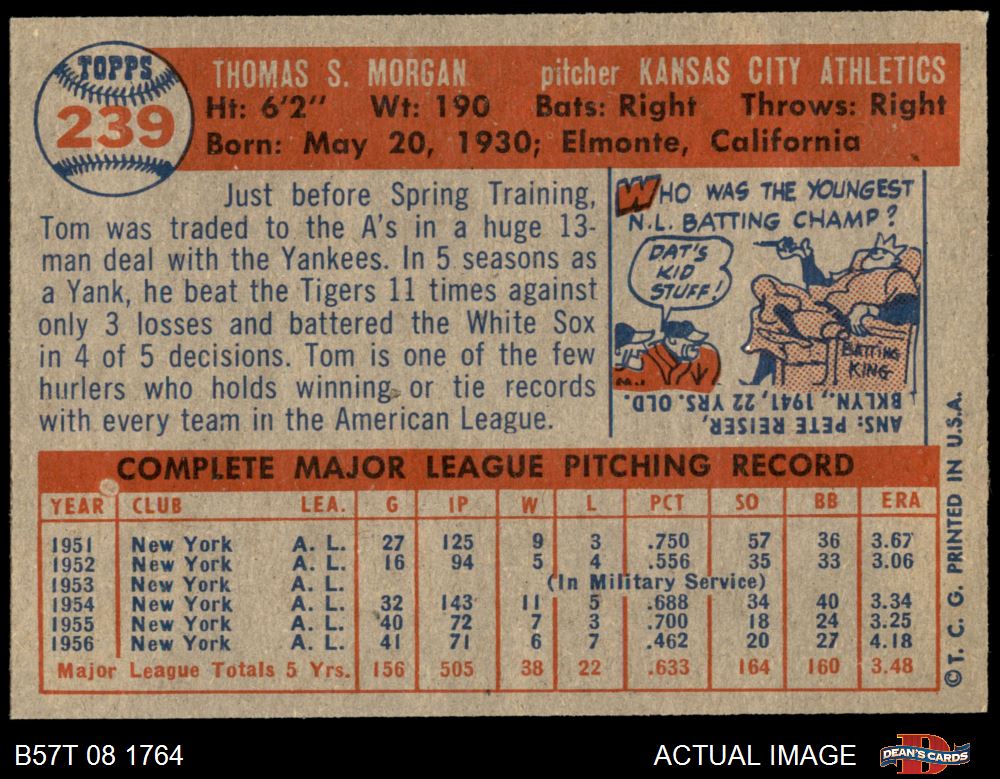 TOPPS
239
THOMAS S. MORGAN pitcher KANSAS CITY ATHLETICS
Ht: 6'2" Wt: 190 Bats: Right Throws: Right
Born: May 20, 1930; Elmonte, California
Just before Spring Training,
Tom was traded to the A's in a huge 13-
man deal with the Yankees. In 5 seasons as
a Yank, he beat the Tigers 11 times against
only 3 losses and battered the White Sox
in 4 of 5 decisions. Tom is one of the few
hurlers who holds winning or tie records
with every team in the American League.
WHO WAS THE YOUNGEST
N.L. BATTING CHAMP?
DAT'S
KID
STUFF!
BATTING
KING
ANS: PETE REISER,
BKLYN., 1941, 22 YRS. OLD.
COMPLETE MAJOR LEAGUE PITCHING RECORD
YEAR CLUB LEA. G IP W L PCT SO BB ERA
1951 New York A. L. 27 125 9 3 .750 57 36 3.67
1952 New York A. L. 16 94 5 4 .556 35 33 3.06
1953 New York A. L. (In Military Service)
1954 New York A. L. 32 143 11 5 .688 34 40 3.34
1955 New York A. L. 40 72 7 3 .700 18 24 3.25
1956 New York A. L. 41 71 6 7 .462 20 27 4.18
Major League Totals 5 Yrs. 156 505 38 22 .633 164 160 3.48
©T. C. G. PRINTED IN U.S.A.
B57T 08 1764 ACTUAL IMAGE
DEAN'S CARDS